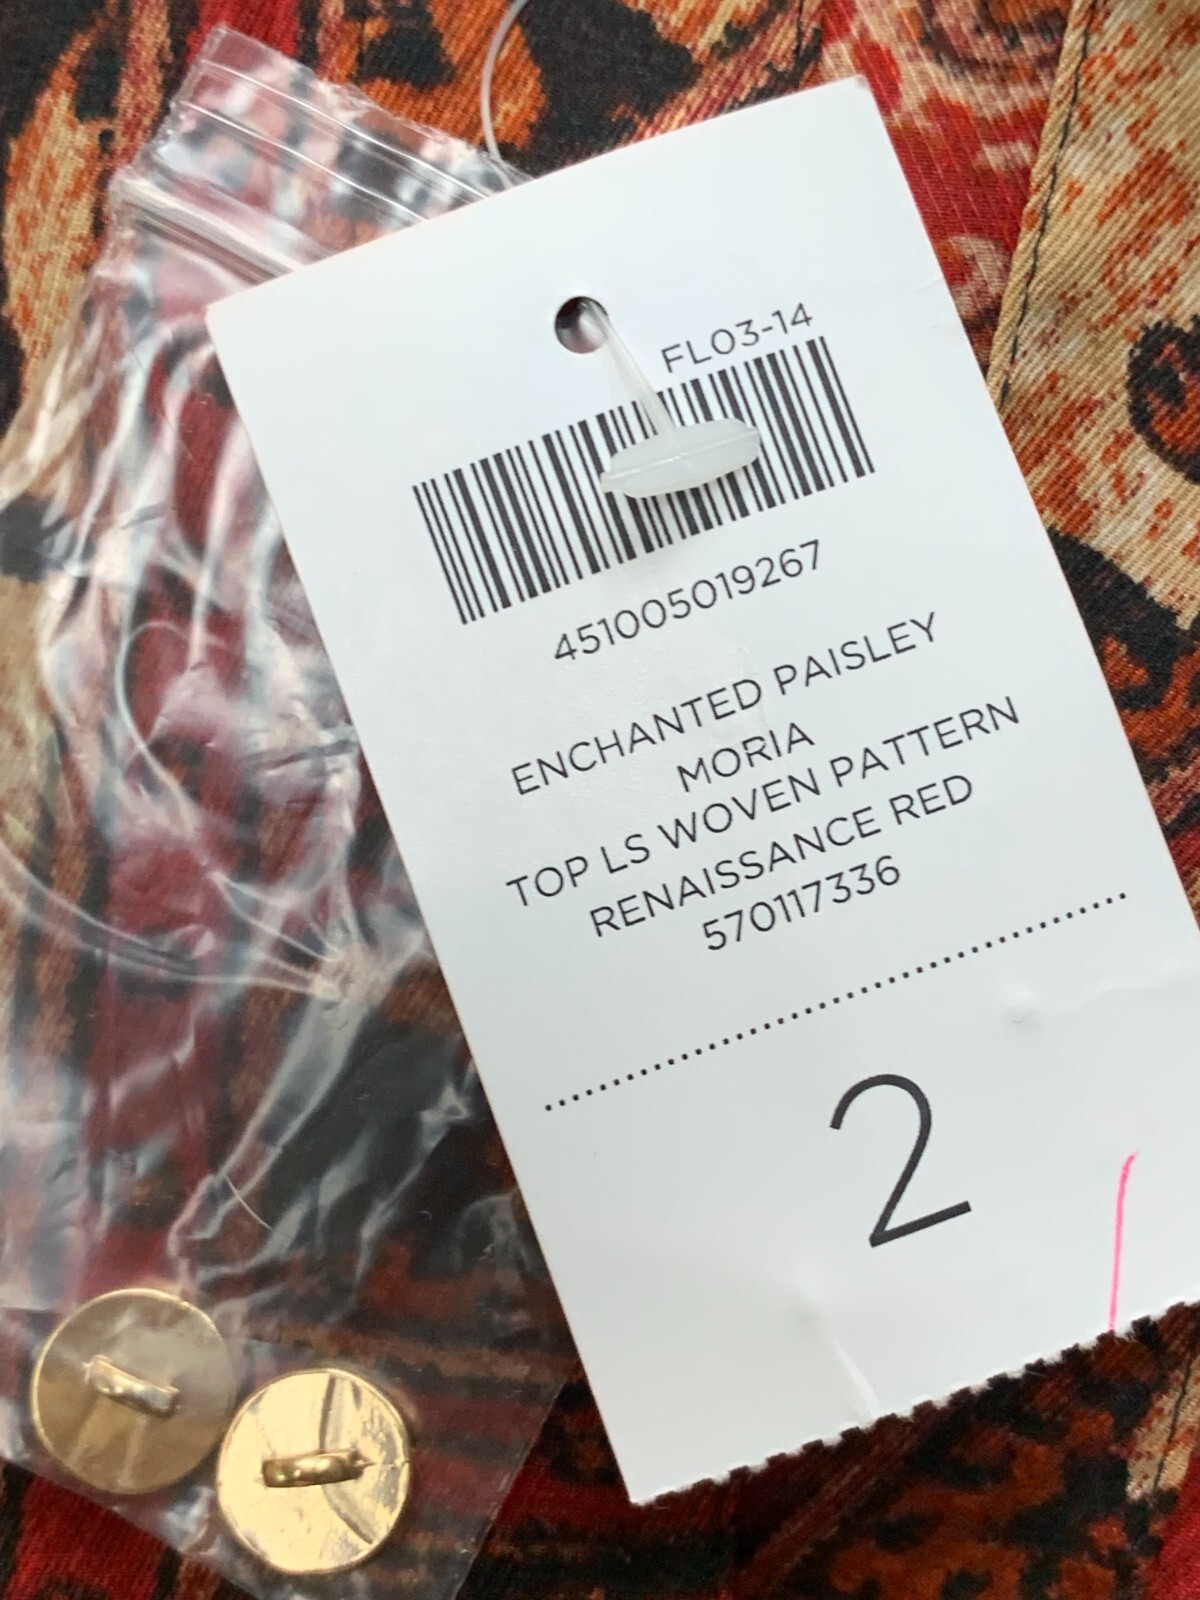 FL03-14
451005019267
ENCHANTED PAISLEY
MORIA
TOP LS WOVEN PATTERN
RENAISSANCE RED
570117336
2